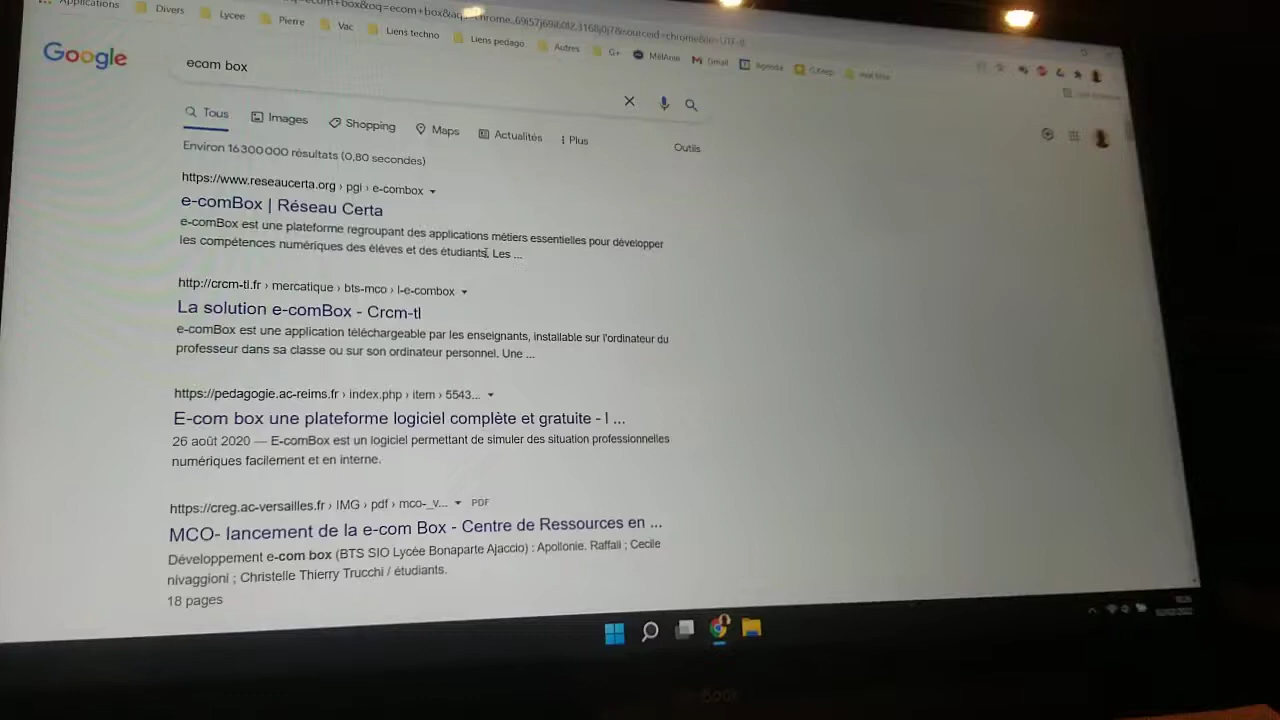 ecom+box&oq=ecom+box&aq
Applications Divers Lycee Pierre Vac Liens techno Liens pedago Autres G+ Gmail Agenda
Google
ecom box
Tous Images Shopping Maps Actualités Plus Outils
Environ 16 300 000 résultats (0,80 secondes)
https://www.reseaucerta.org › pgi › e-combox
e-comBox | Réseau Certa
e-comBox est une plateforme regroupant des applications métiers essentielles pour développer
les compétences numériques des élèves et des étudiants. Les ...
http://crcm-tl.fr › mercatique › bts-mco › l-e-combox
La solution e-comBox - Crcm-tl
e-comBox est une application téléchargeable par les enseignants, installable sur l'ordinateur du
professeur dans sa classe ou sur son ordinateur personnel. Une ...
https://pedagogie.ac-reims.fr › index.php › item › 5543...
E-com box une plateforme logiciel complète et gratuite - l ...
26 août 2020 — E-comBox est un logiciel permettant de simuler des situation professionnelles
numériques facilement et en interne.
https://creg.ac-versailles.fr › IMG › pdf › mco-_v... PDF
MCO- lancement de la e-com Box - Centre de Ressources en ...
Développement e-com box (BTS SIO Lycée Bonaparte Ajaccio) : Apollonie. Raffali ; Cecile
nivaggioni ; Christelle Thierry Trucchi / étudiants.
18 pages